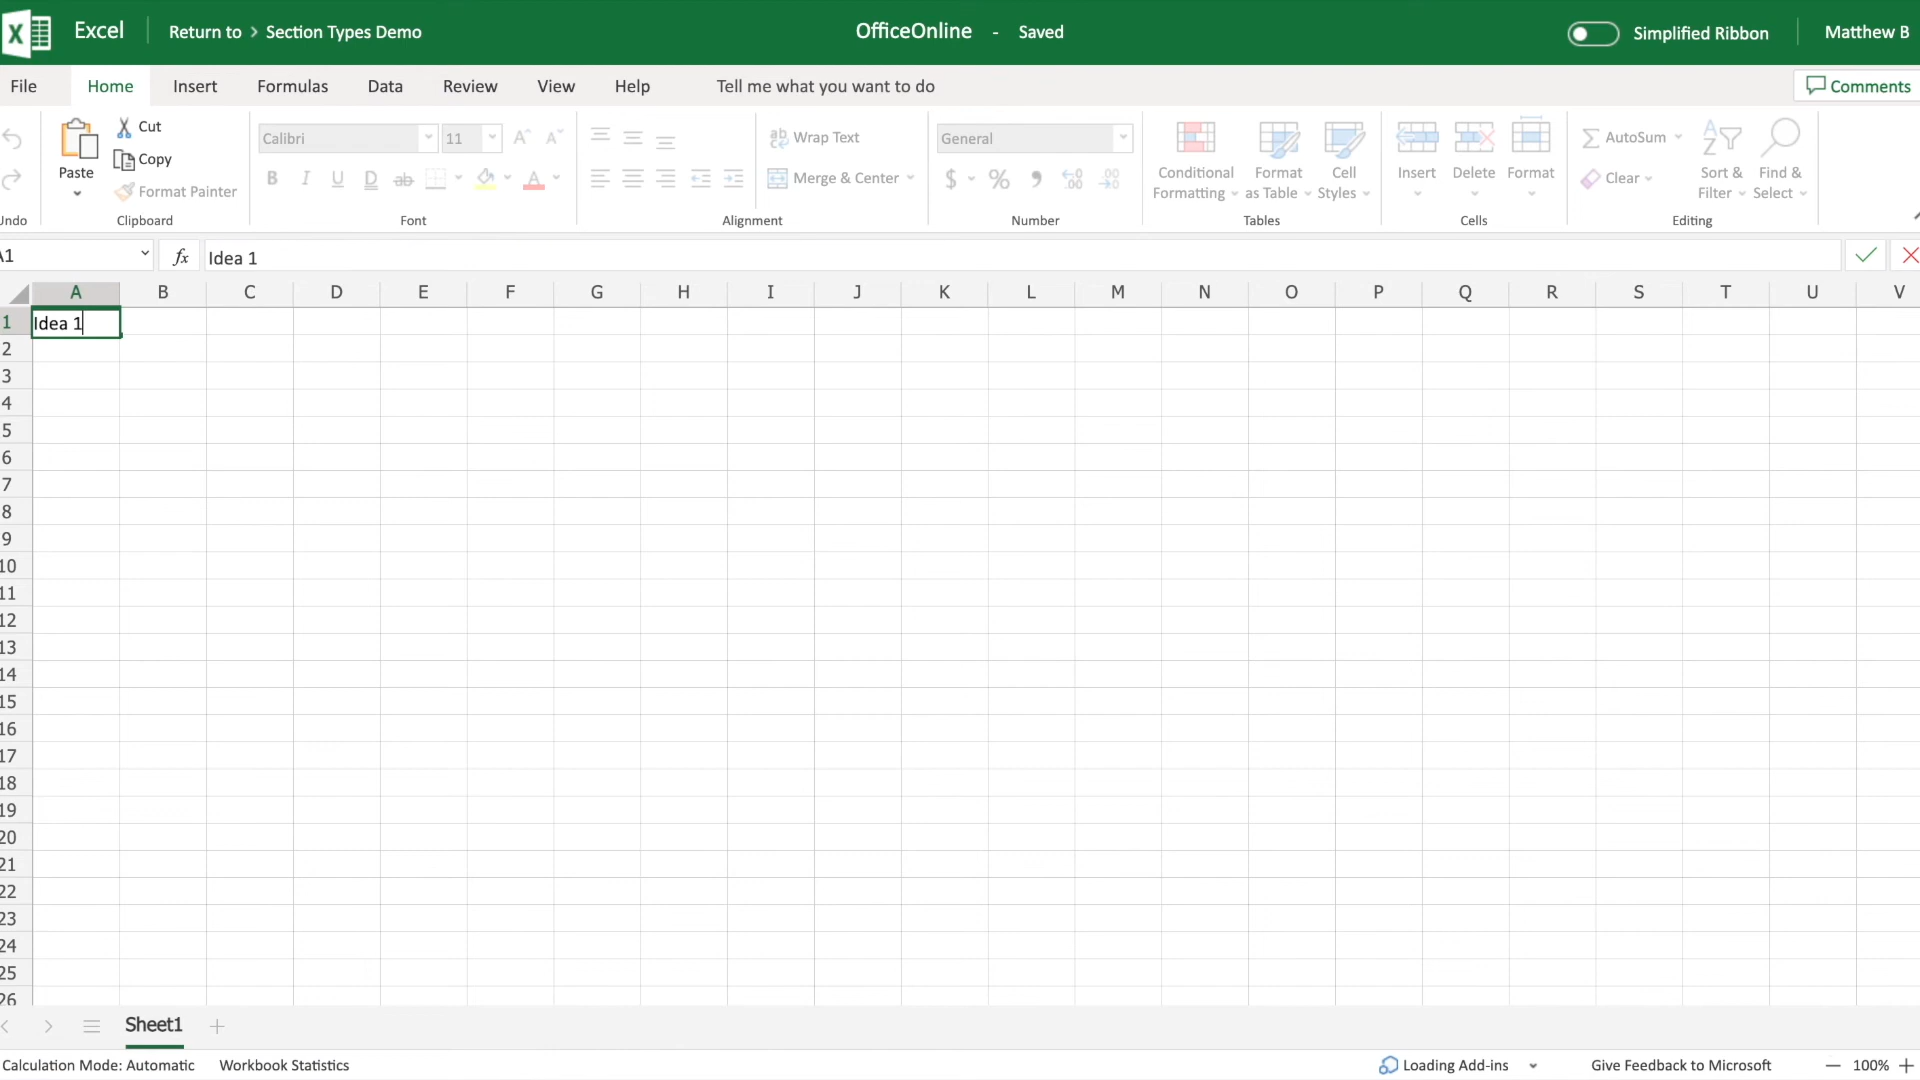 Excel
Return to > Section Types Demo
OfficeOnline - Saved
Simplified Ribbon
Matthew B
File Home Insert Formulas Data Review View Help Tell me what you want to do
Comments
Undo
Paste
Cut
Copy
Format Painter
Clipboard
Calibri 11
B I U D ab
Font
Wrap Text
Merge & Center
Alignment
General
$ % 9
Number
Conditional Formatting
Format as Table
Cell Styles
Tables
Insert
Delete
Format
Cells
AutoSum
Clear
Sort & Filter
Find & Select
Editing
A1
fx Idea 1
A B C D E F G H I J K L M N O P Q R S T U V
1 Idea 1
2
3
4
5
6
7
8
9
10
11
12
13
14
15
16
17
18
19
20
21
22
23
24
25
26
Sheet1
Calculation Mode: Automatic Workbook Statistics Loading Add-ins Give Feedback to Microsoft 100%